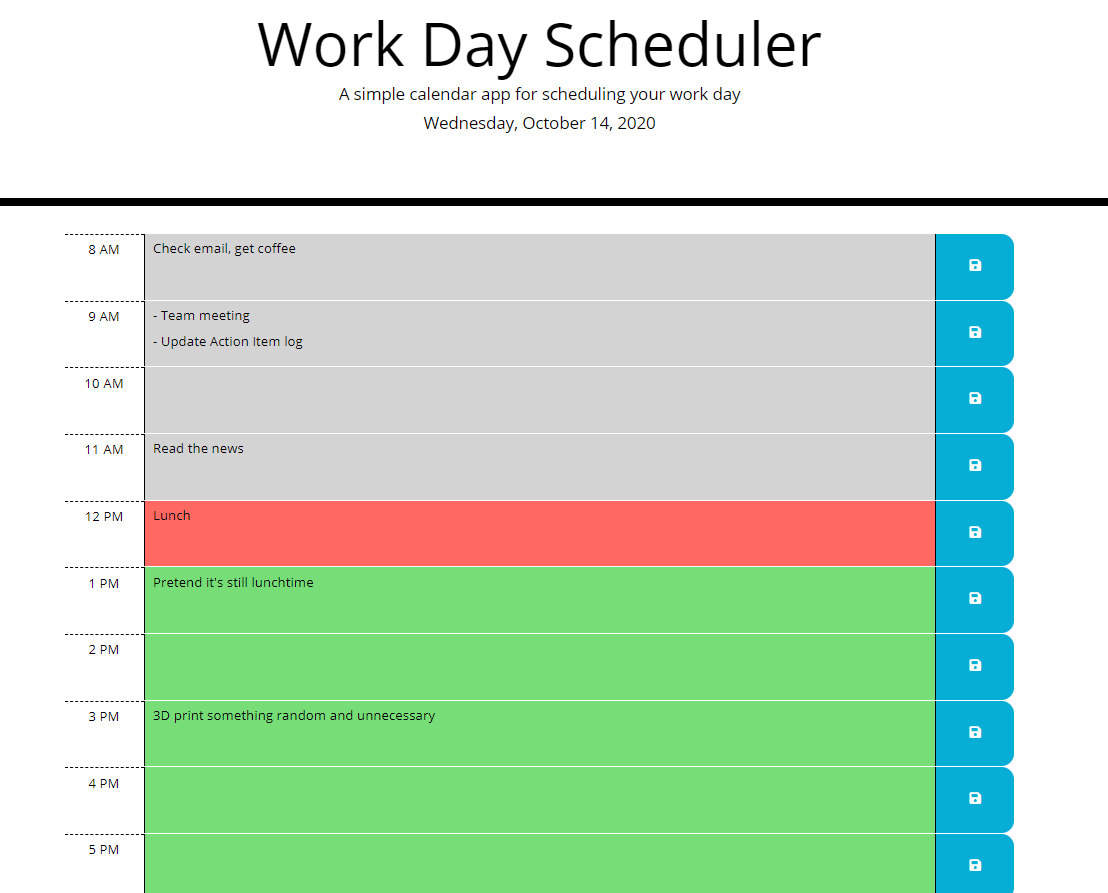 Work Day Scheduler
A simple calendar app for scheduling your work day
Wednesday, October 14, 2020
8 AM
Check email, get coffee
9 AM
- Team meeting
- Update Action Item log
10 AM
11 AM
Read the news
12 PM
Lunch
1 PM
Pretend it's still lunchtime
2 PM
3 PM
3D print something random and unnecessary
4 PM
5 PM